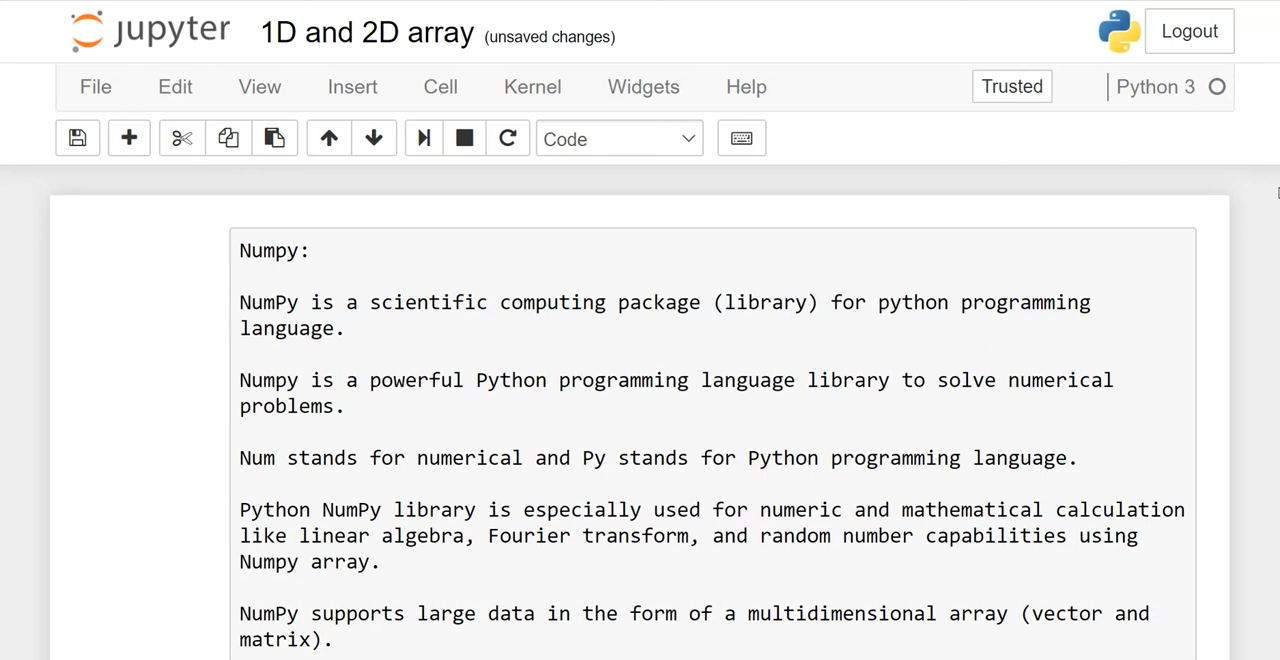 jupyter 1D and 2D array (unsaved changes) Logout
File Edit View Insert Cell Kernel Widgets Help Trusted Python 3
Code
Numpy:
NumPy is a scientific computing package (library) for python programming
language.
Numpy is a powerful Python programming language library to solve numerical
problems.
Num stands for numerical and Py stands for Python programming language.
Python NumPy library is especially used for numeric and mathematical calculation
like linear algebra, Fourier transform, and random number capabilities using
Numpy array.
NumPy supports large data in the form of a multidimensional array (vector and
matrix).